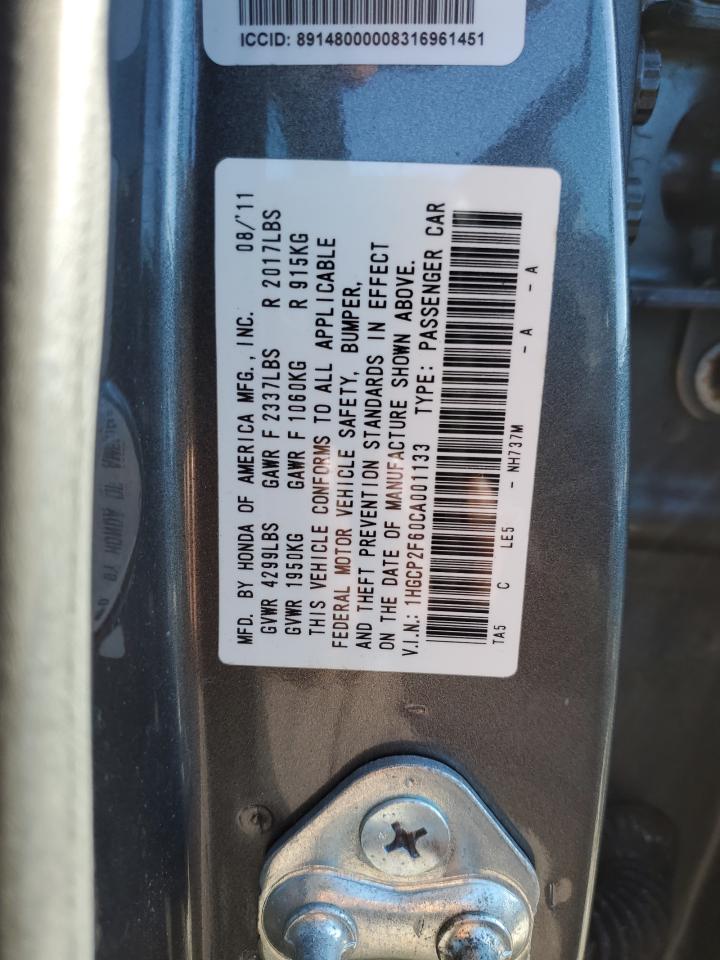 ICCID: 89148000008316961451
MFD. BY HONDA OF AMERICA MFG., INC. 08/'11
GVWR 4299LBS GAWR F 2337LBS R 2017LBS
GVWR 1950KG GAWR F 1060KG R 915KG
THIS VEHICLE CONFORMS TO ALL APPLICABLE
FEDERAL MOTOR VEHICLE SAFETY, BUMPER,
AND THEFT PREVENTION STANDARDS IN EFFECT
ON THE DATE OF MANUFACTURE SHOWN ABOVE.
V.I.N.: 1HGCP2F60CA001133 TYPE: PASSENGER CAR
TA5 C LE5 - NH737M - A - A